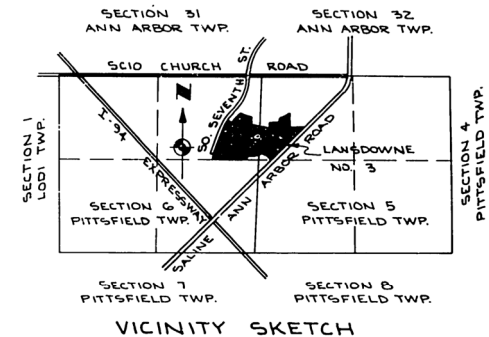 SECTION 31
ANN ARBOR TWP.
SECTION 32
ANN ARBOR TWP.
SCIO CHURCH ROAD
SO. SEVENTH ST.
N
I-94 EXPRESSWAY
SECTION 1
LODI TWP.
SECTION 4
PITTSFIELD TWP.
LANSDOWNE
NO. 3
SALINE ANN ARBOR ROAD
SECTION 6
PITTSFIELD TWP.
SECTION 5
PITTSFIELD TWP.
SECTION 7
PITTSFIELD TWP.
SECTION 8
PITTSFIELD TWP.
VICINITY SKETCH